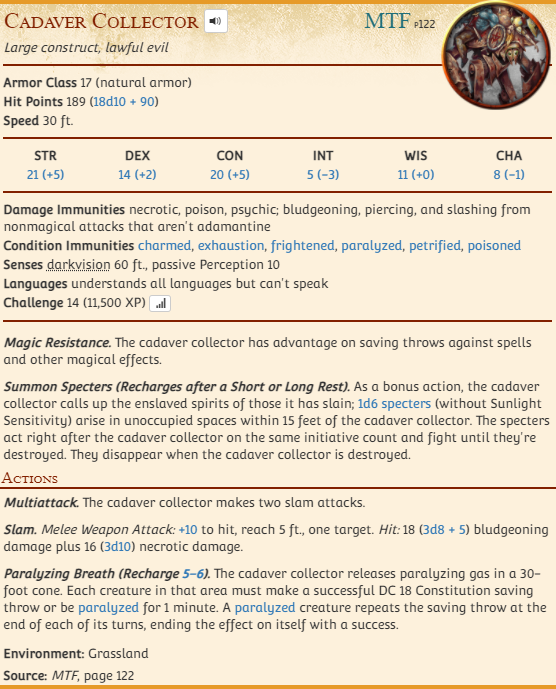 Cadaver Collector MTF P122
Large construct, lawful evil
Armor Class 17 (natural armor)
Hit Points 189 (18d10 + 90)
Speed 30 ft.
STR DEX CON INT WIS CHA
21 (+5) 14 (+2) 20 (+5) 5 (−3) 11 (+0) 8 (−1)
Damage Immunities necrotic, poison, psychic; bludgeoning, piercing, and slashing from
nonmagical attacks that aren't adamantine
Condition Immunities charmed, exhaustion, frightened, paralyzed, petrified, poisoned
Senses darkvision 60 ft., passive Perception 10
Languages understands all languages but can't speak
Challenge 14 (11,500 XP)
Magic Resistance. The cadaver collector has advantage on saving throws against spells
and other magical effects.
Summon Specters (Recharges after a Short or Long Rest). As a bonus action, the cadaver
collector calls up the enslaved spirits of those it has slain; 1d6 specters (without Sunlight
Sensitivity) arise in unoccupied spaces within 15 feet of the cadaver collector. The specters
act right after the cadaver collector on the same initiative count and fight until they're
destroyed. They disappear when the cadaver collector is destroyed.
Actions
Multiattack. The cadaver collector makes two slam attacks.
Slam. Melee Weapon Attack: +10 to hit, reach 5 ft., one target. Hit: 18 (3d8 + 5) bludgeoning
damage plus 16 (3d10) necrotic damage.
Paralyzing Breath (Recharge 5–6). The cadaver collector releases paralyzing gas in a 30-
foot cone. Each creature in that area must make a successful DC 18 Constitution saving
throw or be paralyzed for 1 minute. A paralyzed creature repeats the saving throw at the
end of each of its turns, ending the effect on itself with a success.
Environment: Grassland
Source: MTF, page 122